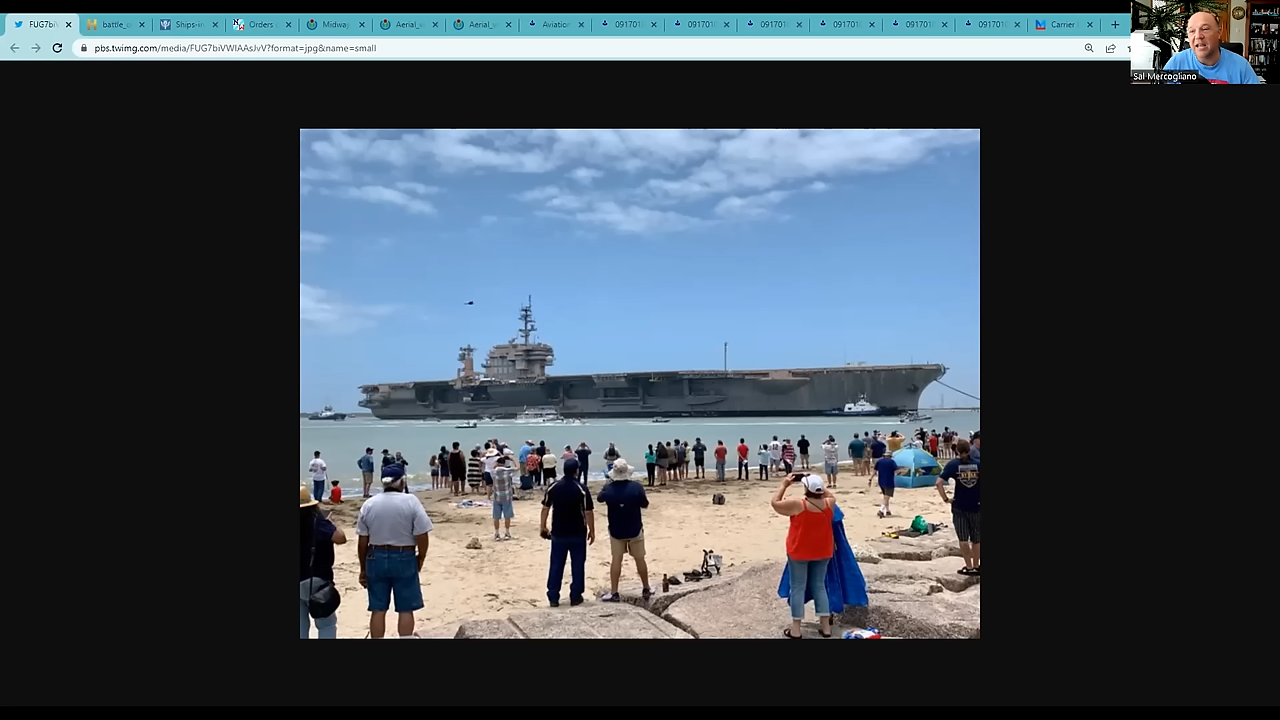 FUG7bi
battle_
Ships-i
Orders
Midwa
Aerial_
Aerial_
Aviation
091701
091701
091701
091701
091701
091701
Carrier
pbs.twimg.com/media/FUG7biVWIAAsJvV?format=jpg&name=small
Sal Mercogliano